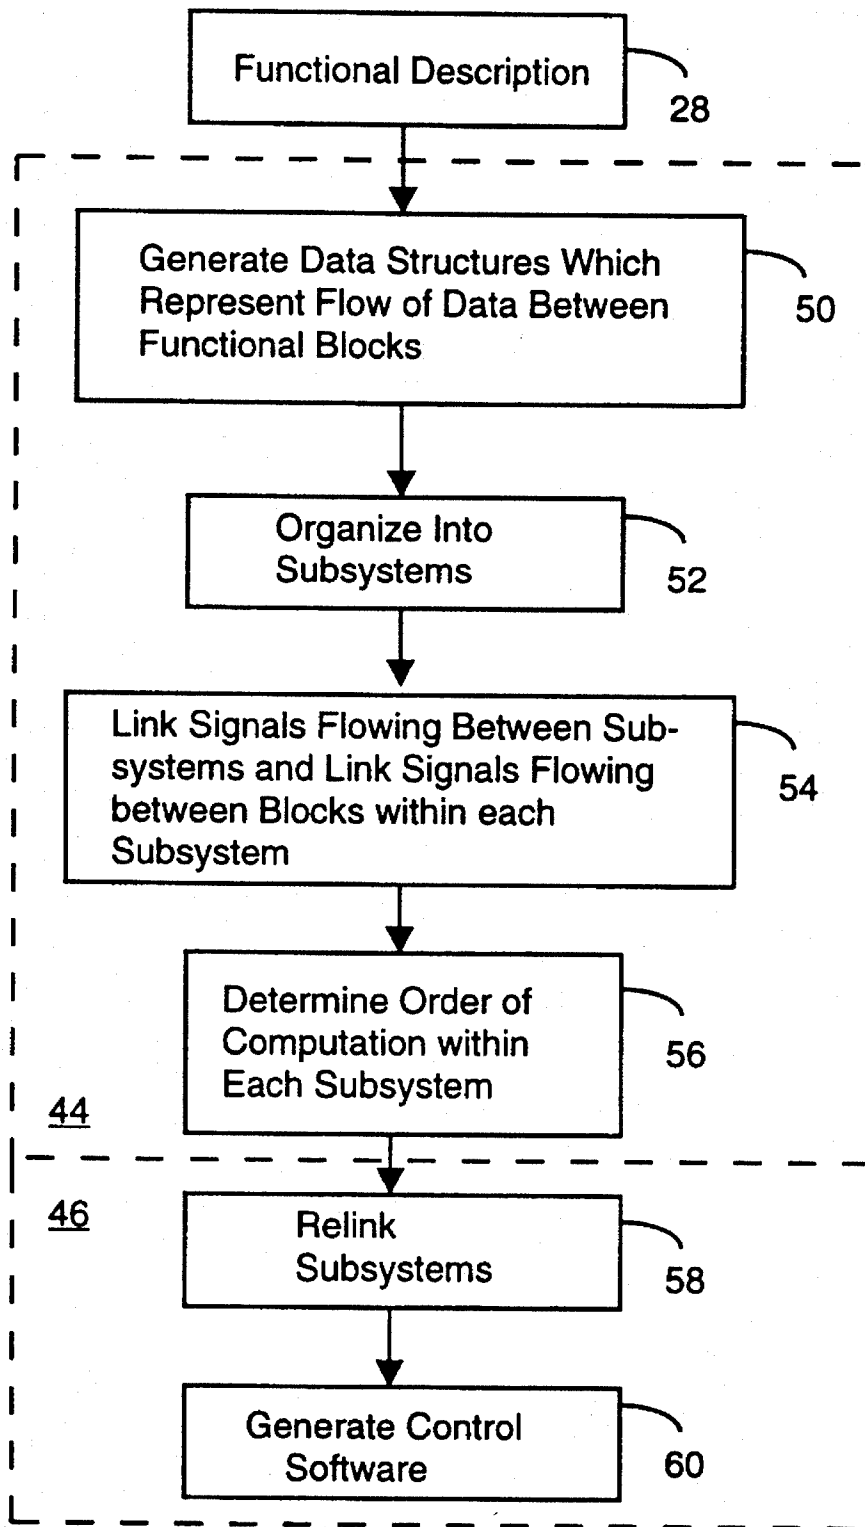 Functional Description
28
Generate Data Structures Which
Represent Flow of Data Between
Functional Blocks
50
Organize Into
Subsystems
52
Link Signals Flowing Between Sub-
systems and Link Signals Flowing
between Blocks within each
Subsystem
54
Determine Order of
Computation within
Each Subsystem
56
44
46
Relink
Subsystems
58
Generate Control
Software
60